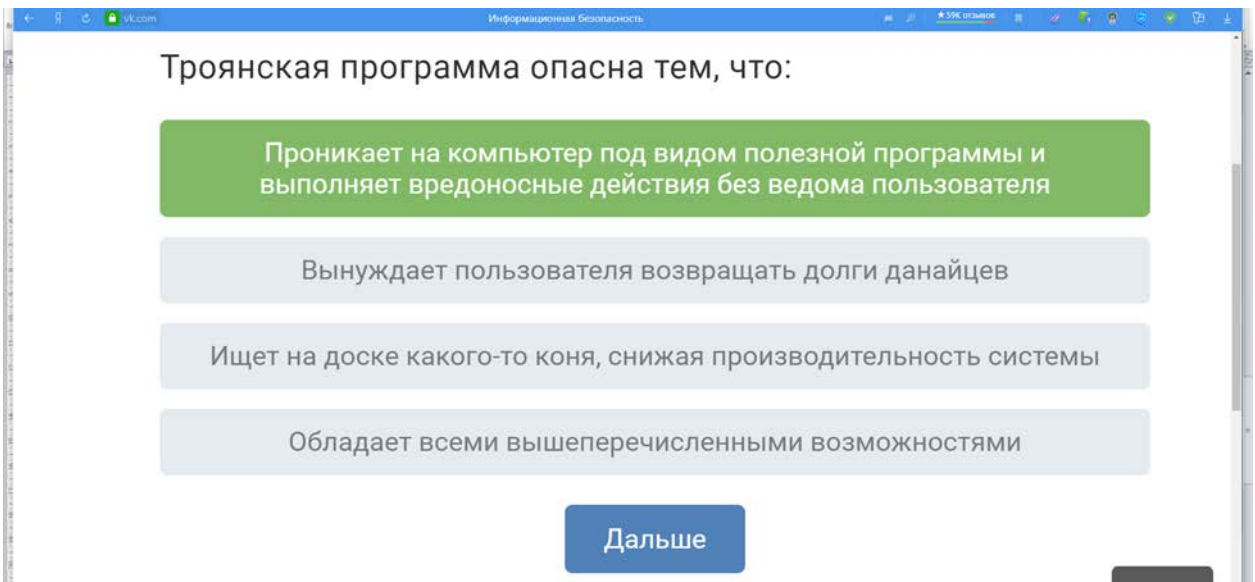 Я vk.com Информационная безопасность ★59K отзывов
Троянская программа опасна тем, что:
Проникает на компьютер под видом полезной программы и
выполняет вредоносные действия без ведома пользователя
Вынуждает пользователя возвращать долги данайцев
Ищет на доске какого-то коня, снижая производительность системы
Обладает всеми вышеперечисленными возможностями
Дальше